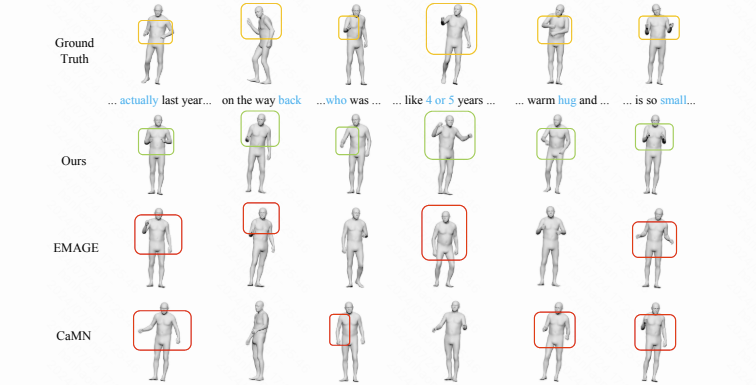 Ground
Truth
... actually last year... on the way back ...who was ... ... like 4 or 5 years ... ... warm hug and ... ... is so small...
Ours
EMAGE
CaMN